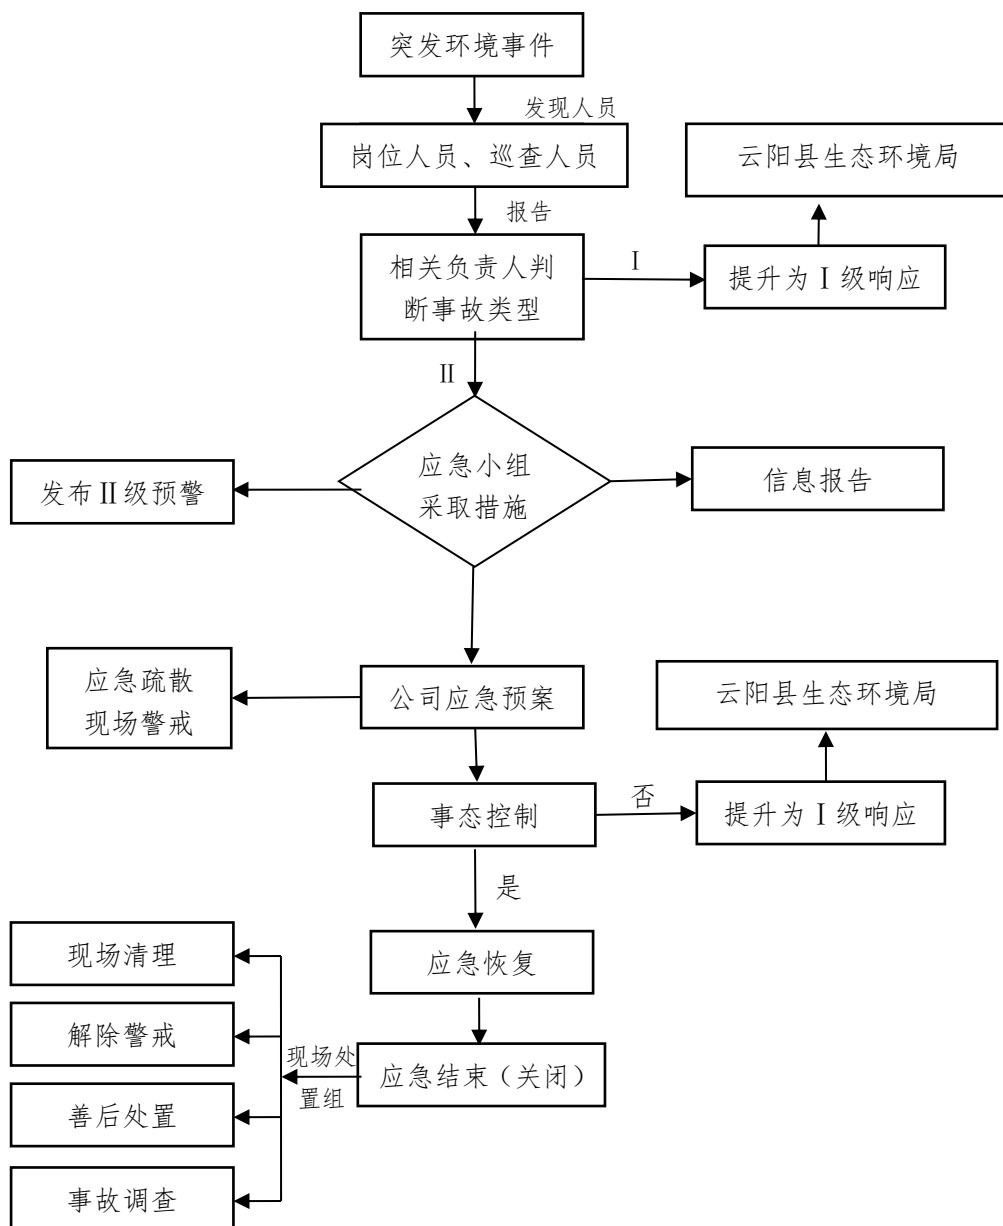 突发环境事件
发现人员
岗位人员、巡查人员
云阳县生态环境局
报告
相关负责人判
断事故类型
Ⅰ
提升为Ⅰ级响应
Ⅱ
应急小组
采取措施
发布Ⅱ级预警
信息报告
应急疏散
现场警戒
公司应急预案
云阳县生态环境局
事态控制
否
提升为Ⅰ级响应
是
现场清理
应急恢复
解除警戒
现场处
置组
应急结束（关闭）
善后处置
事故调查